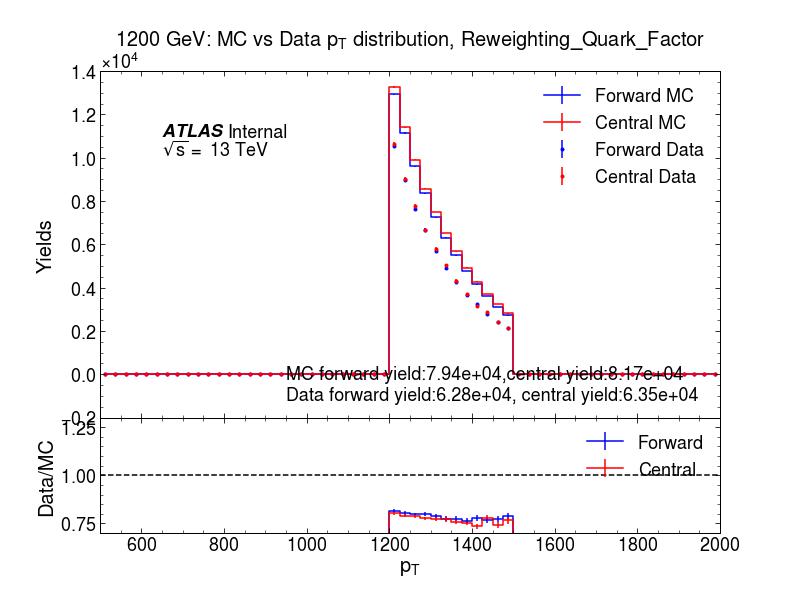 1200 GeV: MC vs Data pT distribution, Reweighting_Quark_Factor
×10⁴
1.4
1.2
1.0
0.8
0.6
0.4
0.2
0.0
0.2
Yields
ATLAS Internal
√s = 13 TeV
Forward MC
Central MC
Forward Data
Central Data
MC forward yield:7.94e+04,central yield:8.17e+04
Data forward yield:6.28e+04, central yield:6.35e+04
1.25
1.00
0.75
Data/MC
Forward
Central
600 800 1000 1200 1400 1600 1800 2000
pT